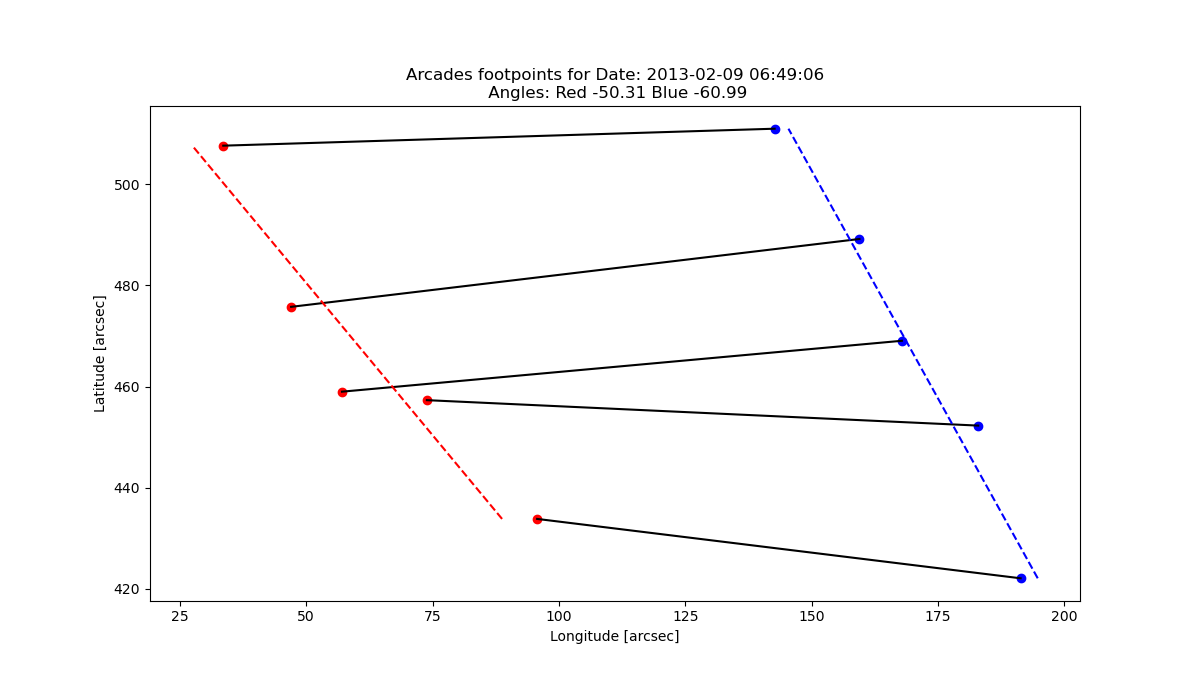 Arcades footpoints for Date: 2013-02-09 06:49:06
Angles: Red -50.31 Blue -60.99
Latitude [arcsec]
500
480
460
440
420
25 50 75 100 125 150 175 200
Longitude [arcsec]